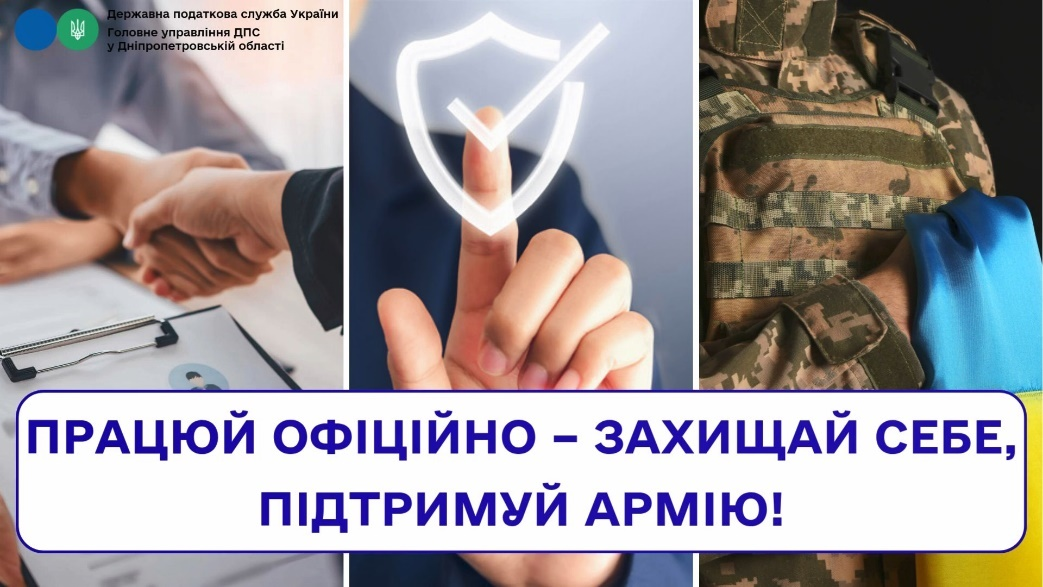 Державна податкова служба України
Головне управління ДПС
у Дніпропетровській області
ПРАЦЮЙ ОФІЦІЙНО – ЗАХИЩАЙ СЕБЕ,
ПІДТРИМУЙ АРМІЮ!